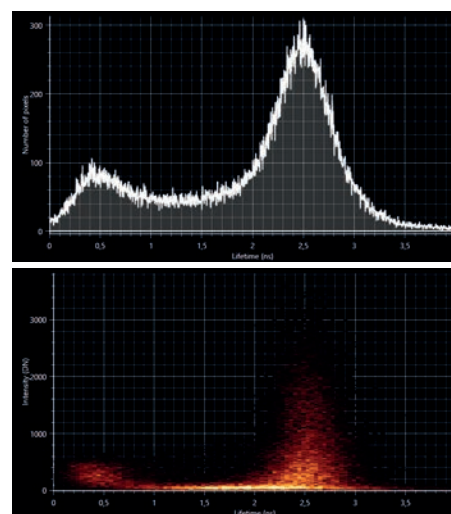 300
200
100
0
Number of pixels
0 0,5 1 1,5 2 2,5 3 3,5
Lifetime [ns]
3000
2000
1000
0
Intensity [DN]
0 0,5 1 1,5 2 2,5 3 3,5
Lifetime [ns]